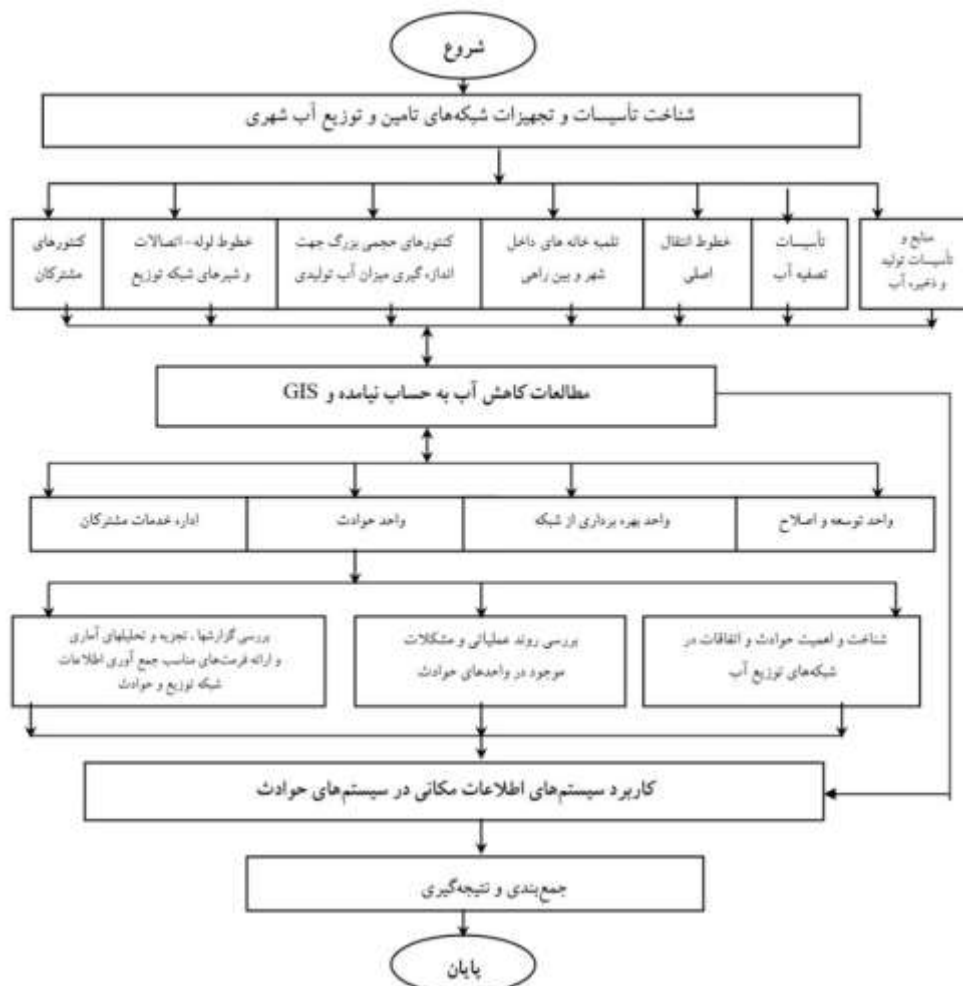 شروع
شناخت تأسیسات و تجهیزات شبکه‌های تامین و توزیع آب شهری
منابع و
تأسیسات تولید
و ذخیره آب
تأسیسات
تصفیه آب
خطوط انتقال
اصلی
تلمبه خانه های داخل
شهر و بین راهی
کنتورهای حجمی بزرگ جهت
اندازه گیری میزان آب تولیدی
خطوط لوله - اتصالات
و شیرهای شبکه توزیع
کنتورهای
مشترکان
مطالعات کاهش آب به حساب نیامده و GIS
واحد توسعه و اصلاح
واحد بهره برداری از شبکه
واحد حوادث
اداره خدمات مشترکان
شناخت و اهمیت حوادث و اتفاقات در
شبکه‌های توزیع آب
بررسی روند عملیاتی و مشکلات
موجود در واحدهای حوادث
بررسی گزارشها، تجزیه و تحلیلهای آماری
و ارائه فرمت‌های مناسب جمع آوری اطلاعات
شبکه توزیع و حوادث
کاربرد سیستم‌های اطلاعات مکانی در سیستم‌های حوادث
جمع‌بندی و نتیجه‌گیری
پایان